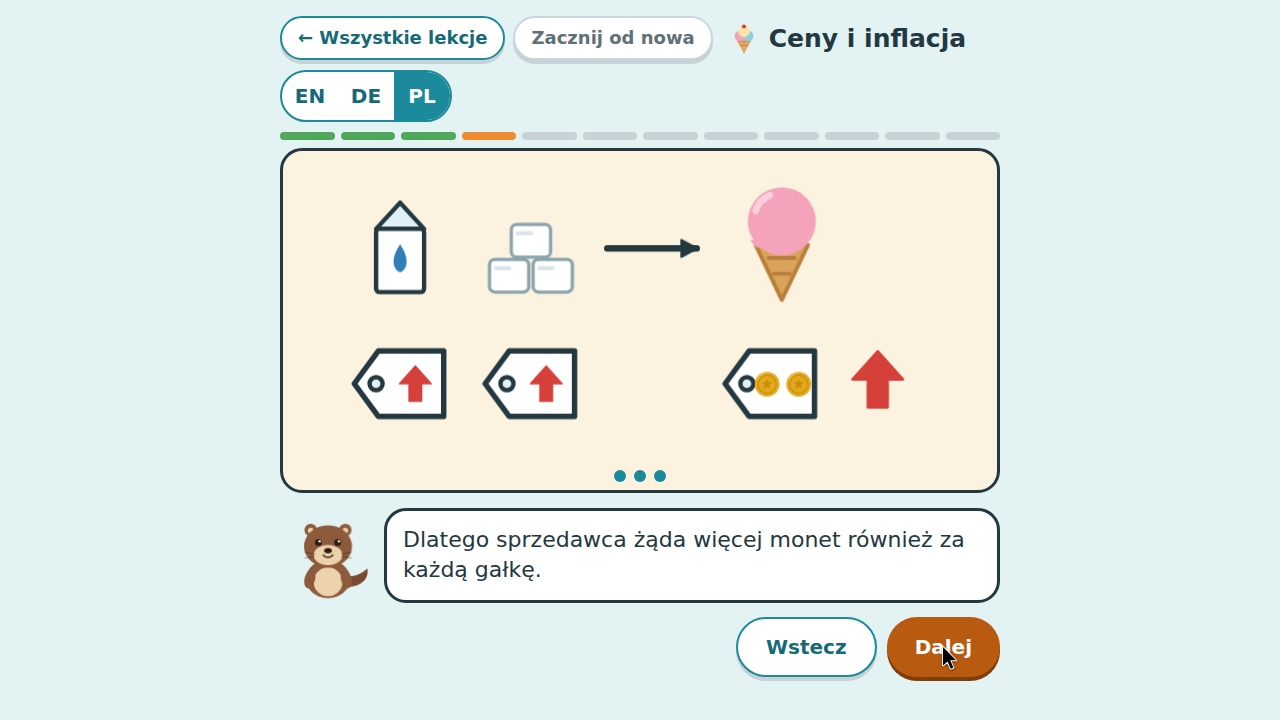 ← Wszystkie lekcje
Zacznij od nowa
Ceny i inflacja
EN DE PL
Dlatego sprzedawca żąda więcej monet również za
każdą gałkę.
Wstecz
Dalej